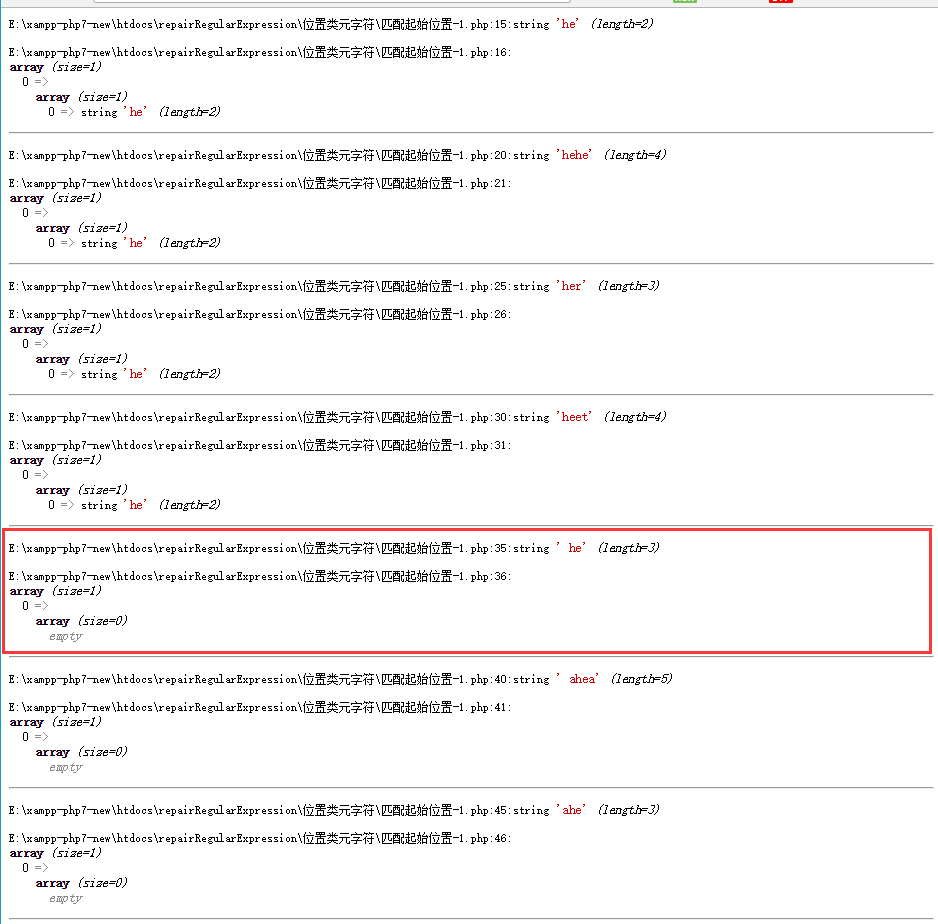 E:\xampp-php7-new\htdocs\repairRegularExpression\位置类元字符\匹配起始位置-1.php:15:string 'he' (length=2)
E:\xampp-php7-new\htdocs\repairRegularExpression\位置类元字符\匹配起始位置-1.php:16:
array (size=1)
0 =>
array (size=1)
0 => string 'he' (length=2)
E:\xampp-php7-new\htdocs\repairRegularExpression\位置类元字符\匹配起始位置-1.php:20:string 'hehe' (length=4)
E:\xampp-php7-new\htdocs\repairRegularExpression\位置类元字符\匹配起始位置-1.php:21:
array (size=1)
0 =>
array (size=1)
0 => string 'he' (length=2)
E:\xampp-php7-new\htdocs\repairRegularExpression\位置类元字符\匹配起始位置-1.php:25:string 'her' (length=3)
E:\xampp-php7-new\htdocs\repairRegularExpression\位置类元字符\匹配起始位置-1.php:26:
array (size=1)
0 =>
array (size=1)
0 => string 'he' (length=2)
E:\xampp-php7-new\htdocs\repairRegularExpression\位置类元字符\匹配起始位置-1.php:30:string 'heet' (length=4)
E:\xampp-php7-new\htdocs\repairRegularExpression\位置类元字符\匹配起始位置-1.php:31:
array (size=1)
0 =>
array (size=1)
0 => string 'he' (length=2)
E:\xampp-php7-new\htdocs\repairRegularExpression\位置类元字符\匹配起始位置-1.php:35:string ' he' (length=3)
E:\xampp-php7-new\htdocs\repairRegularExpression\位置类元字符\匹配起始位置-1.php:36:
array (size=1)
0 =>
array (size=0)
empty
E:\xampp-php7-new\htdocs\repairRegularExpression\位置类元字符\匹配起始位置-1.php:40:string ' ahea' (length=5)
E:\xampp-php7-new\htdocs\repairRegularExpression\位置类元字符\匹配起始位置-1.php:41:
array (size=1)
0 =>
array (size=0)
empty
E:\xampp-php7-new\htdocs\repairRegularExpression\位置类元字符\匹配起始位置-1.php:45:string 'ahe' (length=3)
E:\xampp-php7-new\htdocs\repairRegularExpression\位置类元字符\匹配起始位置-1.php:46:
array (size=1)
0 =>
array (size=0)
empty